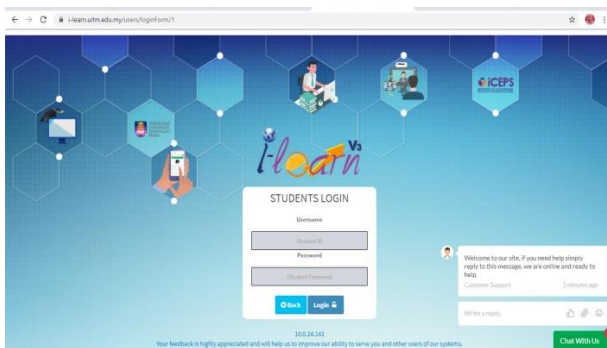 i-learn.uitm.edu.my/users/loginForm/1
iCEPS
i-learn V3
STUDENTS LOGIN
Username
Student ID
Password
iStudent Password
Back Login
Welcome to our site, if you need help simply
reply to this message, we are online and ready to
help.
Customer Support 5 minutes ago
Write a reply..
10.0.24.143
Chat With Us
Your feedback is highly appreciated and will help us to improve our ability to serve you and other users of our systems.